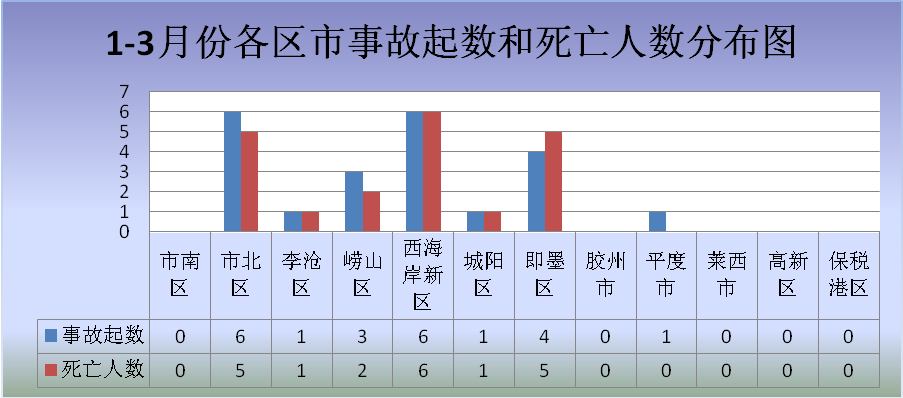 1-3月份各区市事故起数和死亡人数分布图
7
6
5
4
3
2
1
0
市南区 市北区 李沧区 崂山区 西海岸新区 城阳区 即墨区 胶州市 平度市 莱西市 高新区 保税港区
事故起数 0 6 1 3 6 1 4 0 1 0 0 0
死亡人数 0 5 1 2 6 1 5 0 0 0 0 0